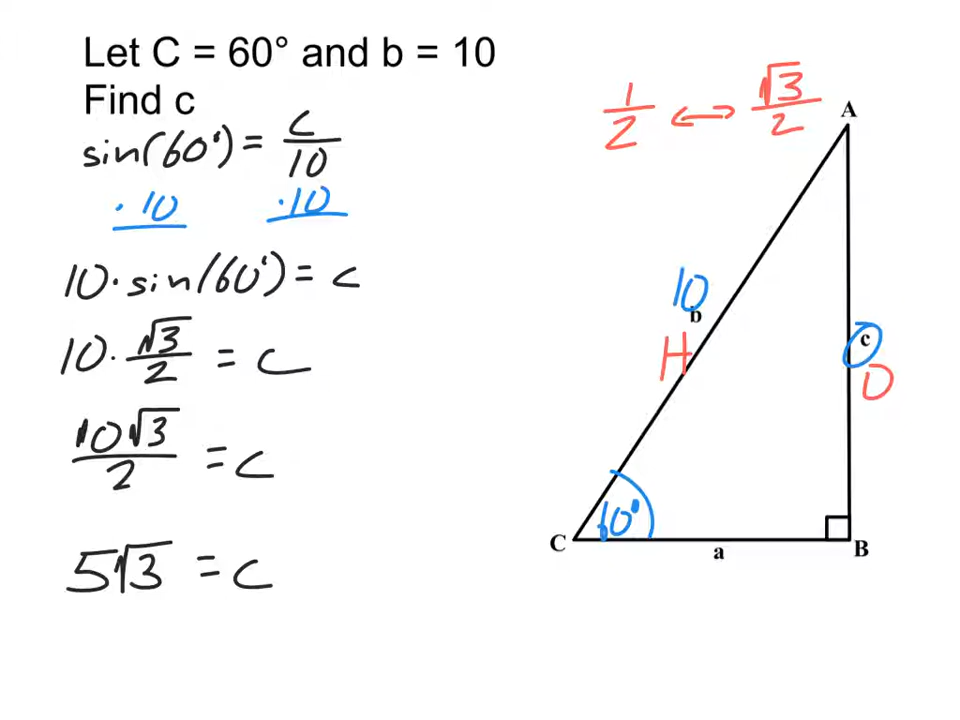 Let C = 60° and b = 10
Find c
sin(60°) = c/10
· 10 · 10
10 · sin(60°) = c
10 · √3/2 = c
10√3/2 = c
5√3 = c
1/2 ↔ √3/2
A
10
b
H
c
O
60°
C
a
B